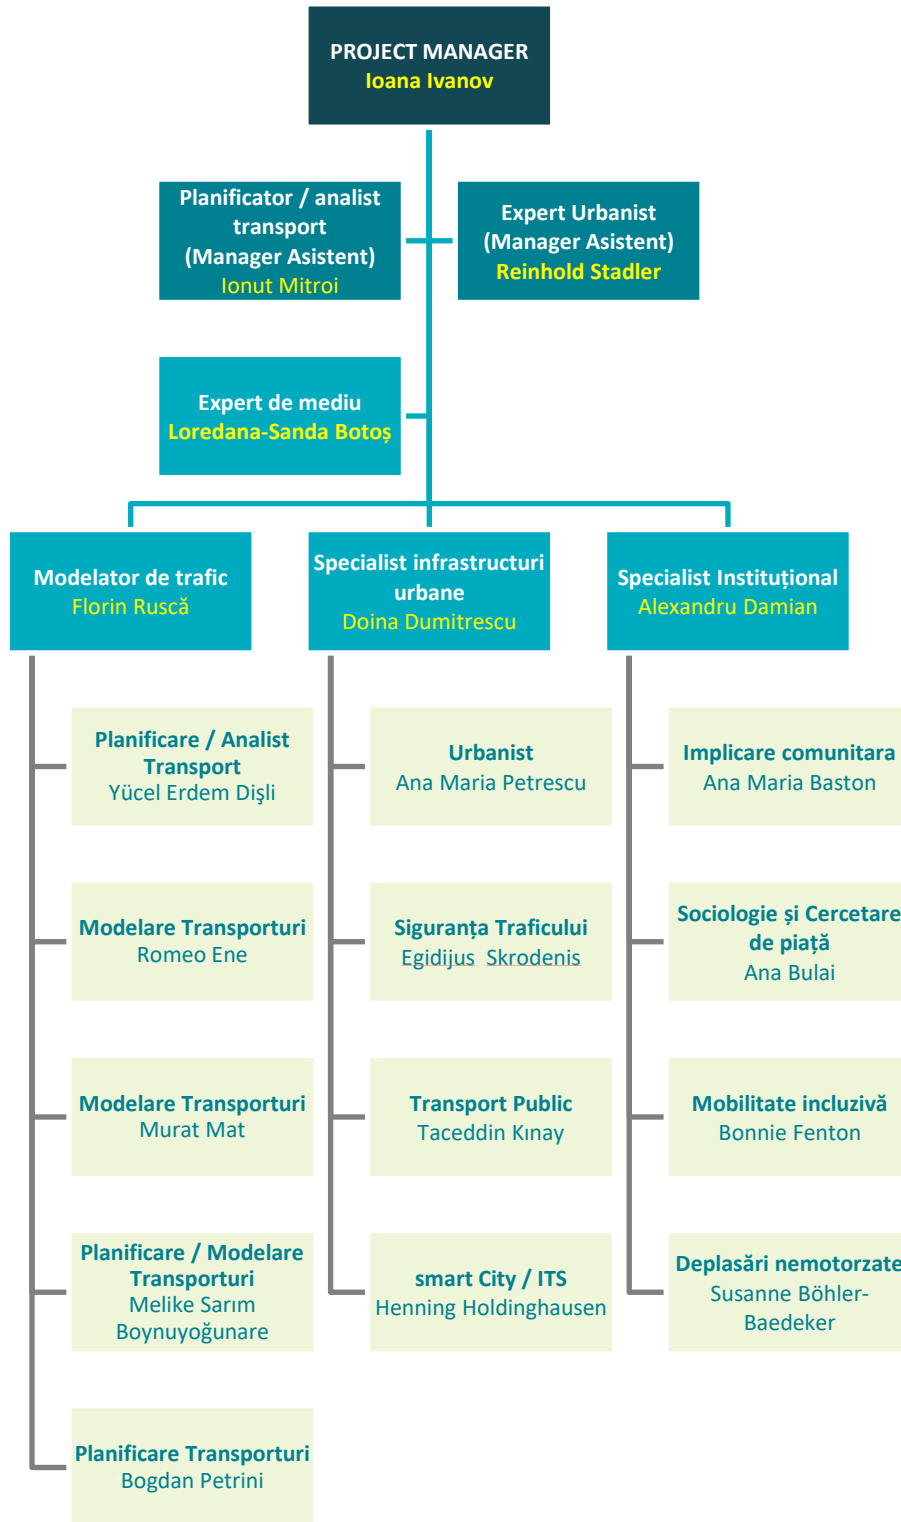 PROJECT MANAGER
Ioana Ivanov
Planificator / analist
transport
(Manager Asistent)
Ionut Mitroi
Expert Urbanist
(Manager Asistent)
Reinhold Stadler
Expert de mediu
Loredana-Sanda Botoș
Modelator de trafic
Florin Ruscă
Specialist infrastructuri
urbane
Doina Dumitrescu
Specialist Instituțional
Alexandru Damian
Planificare / Analist
Transport
Yücel Erdem Dişli
Modelare Transporturi
Romeo Ene
Modelare Transporturi
Murat Mat
Planificare / Modelare
Transporturi
Melike Sarım
Boynuyoğunare
Planificare Transporturi
Bogdan Petrini
Urbanist
Ana Maria Petrescu
Siguranța Traficului
Egidijus  Skrodenis
Transport Public
Taceddin Kınay
smart City / ITS
Henning Holdinghausen
Implicare comunitara
Ana Maria Baston
Sociologie și Cercetare
de piață
Ana Bulai
Mobilitate incluzivă
Bonnie Fenton
Deplasări nemotorzate
Susanne Böhler-
Baedeker